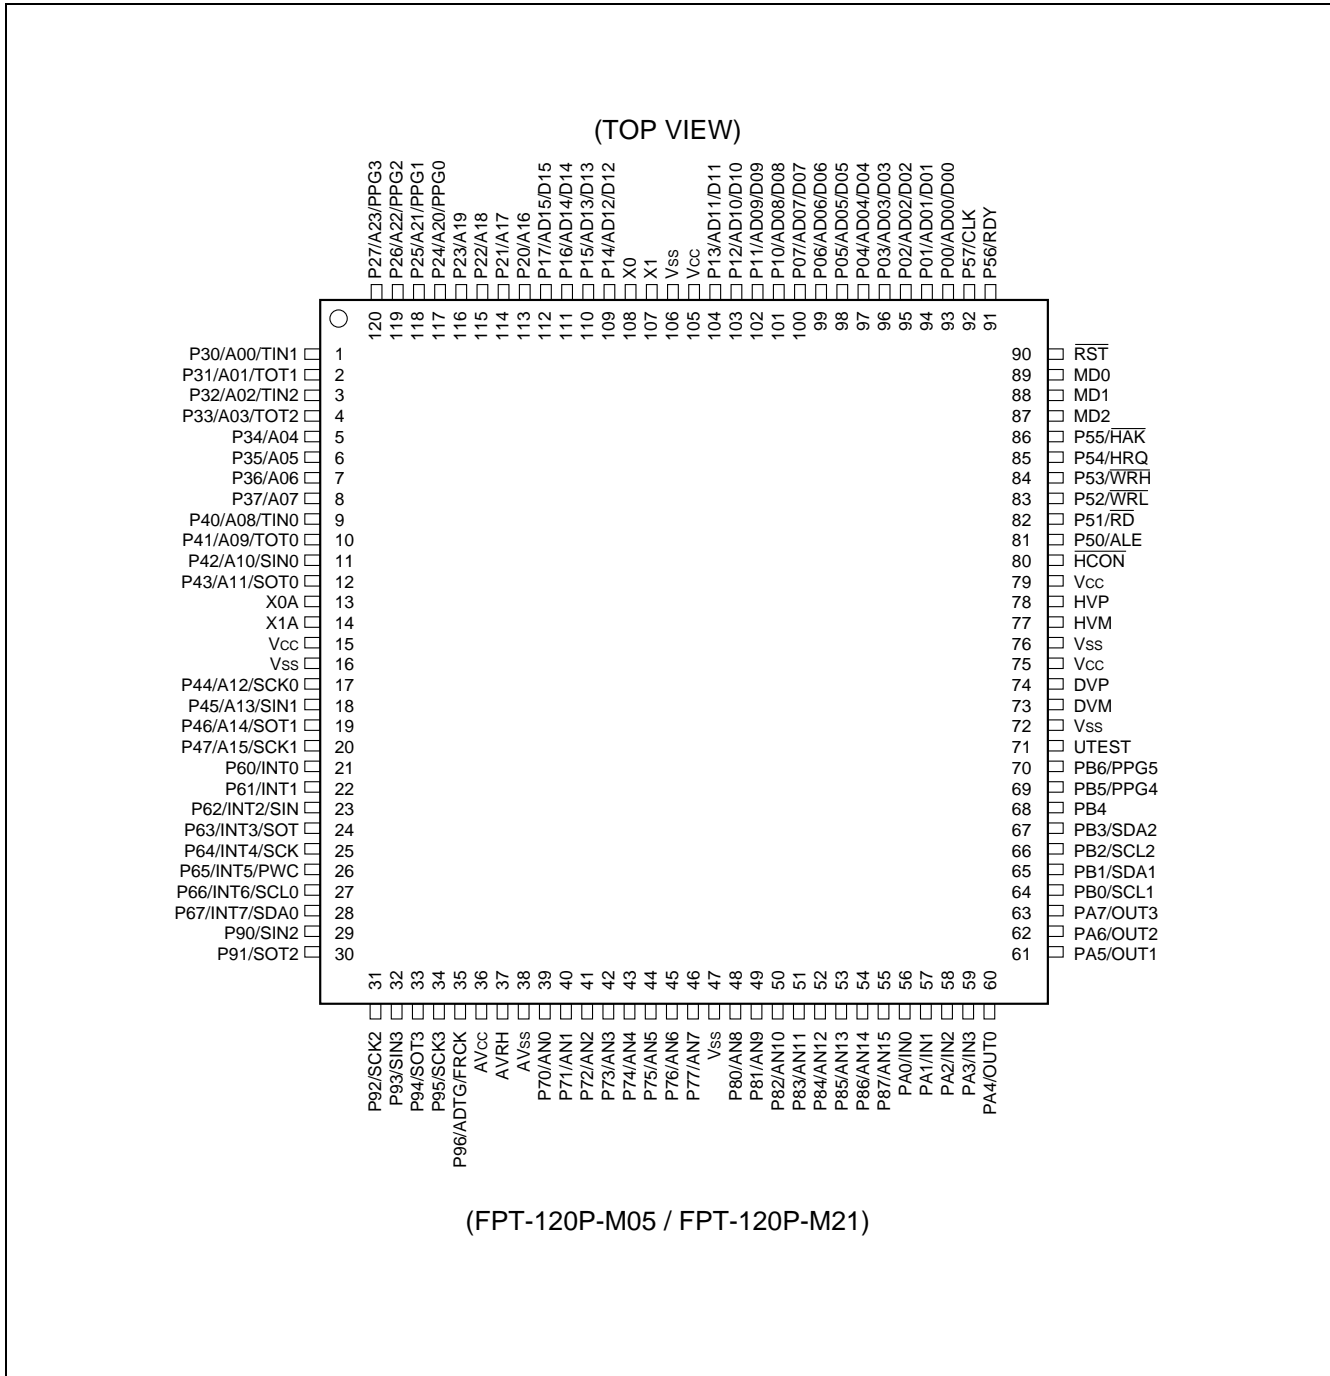 (TOP VIEW)
P27/A23/PPG3
P26/A22/PPG2
P25/A21/PPG1
P24/A20/PPG0
P23/A19
P22/A18
P21/A17
P20/A16
P17/AD15/D15
P16/AD14/D14
P15/AD13/D13
P14/AD12/D12
X0
X1
Vss
Vcc
P13/AD11/D11
P12/AD10/D10
P11/AD09/D09
P10/AD08/D08
P07/AD07/D07
P06/AD06/D06
P05/AD05/D05
P04/AD04/D04
P03/AD03/D03
P02/AD02/D02
P01/AD01/D01
P00/AD00/D00
P57/CLK
P56/RDY
120 119 118 117 116 115 114 113 112 111 110 109 108 107 106 105 104 103 102 101 100 99 98 97 96 95 94 93 92 91
P30/A00/TIN1 1 90 RST
P31/A01/TOT1 2 89 MD0
P32/A02/TIN2 3 88 MD1
P33/A03/TOT2 4 87 MD2
P34/A04 5 86 P55/HAK
P35/A05 6 85 P54/HRQ
P36/A06 7 84 P53/WRH
P37/A07 8 83 P52/WRL
P40/A08/TIN0 9 82 P51/RD
P41/A09/TOT0 10 81 P50/ALE
P42/A10/SIN0 11 80 HCON
P43/A11/SOT0 12 79 Vcc
X0A 13 78 HVP
X1A 14 77 HVM
Vcc 15 76 Vss
Vss 16 75 Vcc
P44/A12/SCK0 17 74 DVP
P45/A13/SIN1 18 73 DVM
P46/A14/SOT1 19 72 Vss
P47/A15/SCK1 20 71 UTEST
P60/INT0 21 70 PB6/PPG5
P61/INT1 22 69 PB5/PPG4
P62/INT2/SIN 23 68 PB4
P63/INT3/SOT 24 67 PB3/SDA2
P64/INT4/SCK 25 66 PB2/SCL2
P65/INT5/PWC 26 65 PB1/SDA1
P66/INT6/SCL0 27 64 PB0/SCL1
P67/INT7/SDA0 28 63 PA7/OUT3
P90/SIN2 29 62 PA6/OUT2
P91/SOT2 30 61 PA5/OUT1
31 32 33 34 35 36 37 38 39 40 41 42 43 44 45 46 47 48 49 50 51 52 53 54 55 56 57 58 59 60
P92/SCK2
P93/SIN3
P94/SOT3
P95/SCK3
P96/ADTG/FRCK
AVcc
AVRH
AVss
P70/AN0
P71/AN1
P72/AN2
P73/AN3
P74/AN4
P75/AN5
P76/AN6
P77/AN7
Vss
P80/AN8
P81/AN9
P82/AN10
P83/AN11
P84/AN12
P85/AN13
P86/AN14
P87/AN15
PA0/IN0
PA1/IN1
PA2/IN2
PA3/IN3
PA4/OUT0
(FPT-120P-M05 / FPT-120P-M21)